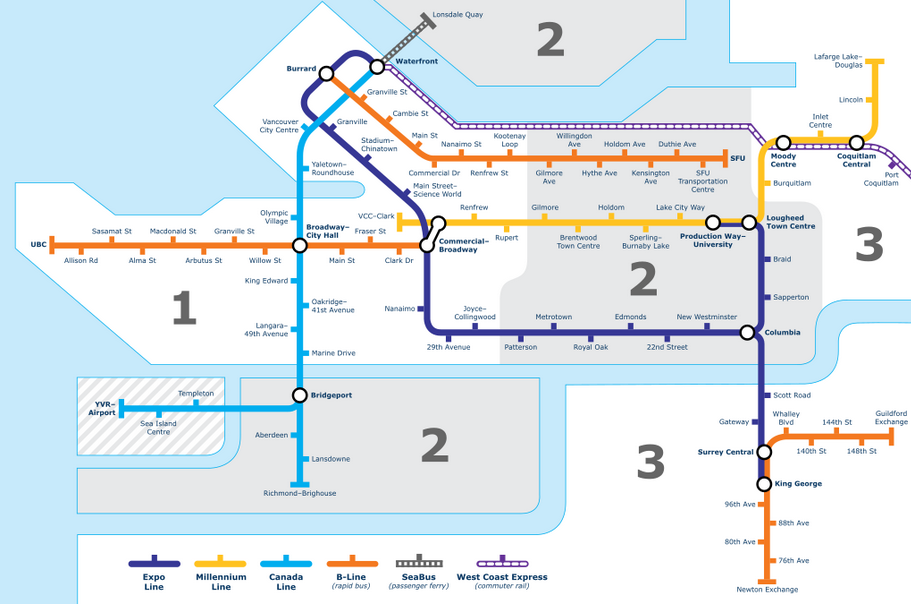 Lonsdale Quay
2
Lafarge Lake–
Douglas
Burrard
Waterfront
Granville St
Lincoln
Vancouver
City Centre
Granville
Cambie St
Inlet
Centre
Stadium–
Chinatown
Main St
Nanaimo St
Kootenay
Loop
Willingdon
Ave
Holdom Ave
Duthie Ave
SFU
Moody
Centre
Coquitlam
Central
Port
Coquitlam
Yaletown–
Roundhouse
Commercial Dr
Renfrew St
Gilmore
Ave
Hythe Ave
Kensington
Ave
SFU
Transportation
Centre
Burquitlam
Main Street–
Science World
Olympic
Village
VCC–Clark
Renfrew
Gilmore
Holdom
Lake City Way
Lougheed
Town Centre
UBC
Sasamat St
Macdonald St
Granville St
Broadway–
City Hall
Fraser St
Commercial–
Broadway
Rupert
Brentwood
Town Centre
Sperling–
Burnaby Lake
Production Way–
University
Allison Rd
Alma St
Arbutus St
Willow St
Main St
Clark Dr
3
Braid
King Edward
2
Sapperton
1
Oakridge–
41st Avenue
Nanaimo
Joyce–
Collingwood
Metrotown
Edmonds
New Westminster
Columbia
Langara–
49th Avenue
29th Avenue
Patterson
Royal Oak
22nd Street
Marine Drive
YVR–
Airport
Templeton
Bridgeport
Scott Road
Sea Island
Centre
Aberdeen
2
Gateway
Whalley
Blvd
144th St
Guildford
Exchange
Lansdowne
3
Surrey Central
140th St
148th St
Richmond–Brighouse
King George
96th Ave
88th Ave
80th Ave
76th Ave
Newton Exchange
Expo
Line
Millennium
Line
Canada
Line
B-Line
(rapid bus)
SeaBus
(passenger ferry)
West Coast Express
(commuter rail)